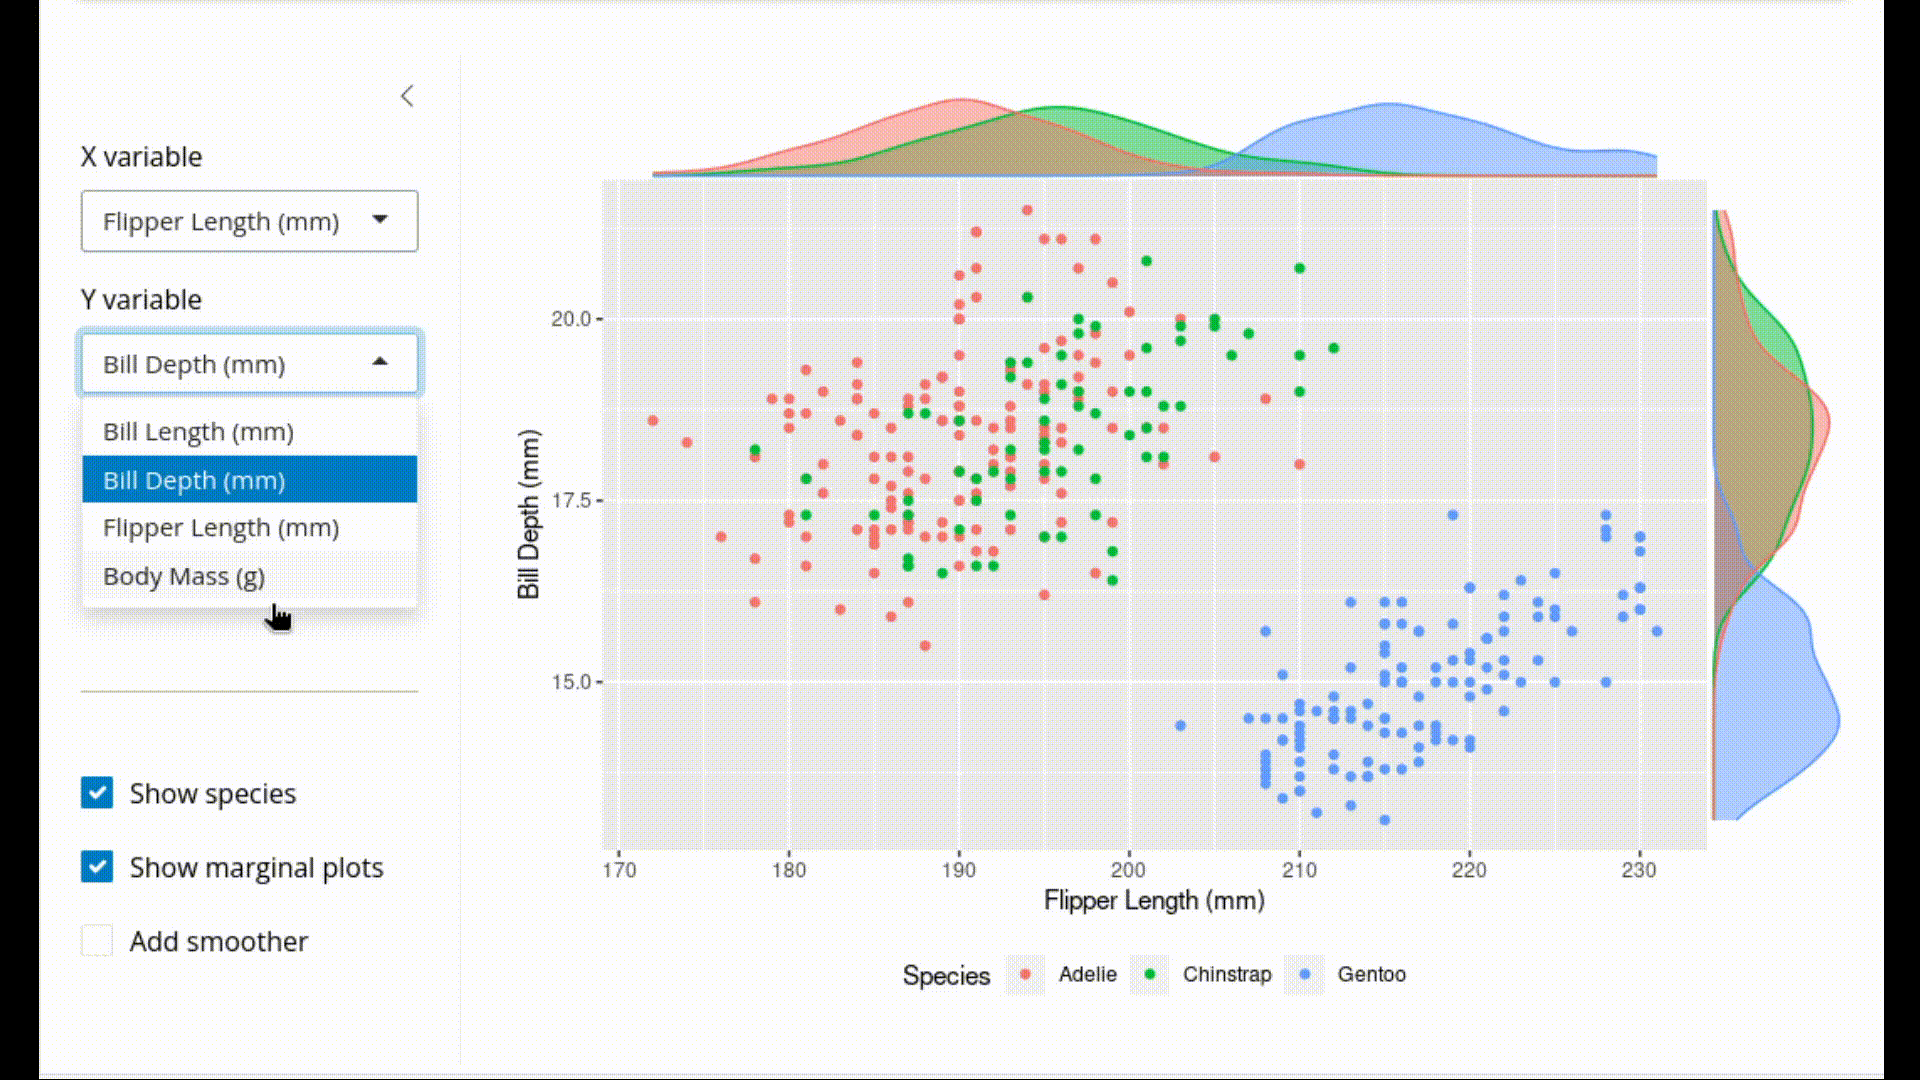 X variable
Flipper Length (mm)
Y variable
Bill Depth (mm)
Bill Length (mm)
Bill Depth (mm)
Flipper Length (mm)
Body Mass (g)
Show species
Show marginal plots
Add smoother
Bill Depth (mm)
20.0
17.5
15.0
170 180 190 200 210 220 230
Flipper Length (mm)
Species Adelie Chinstrap Gentoo